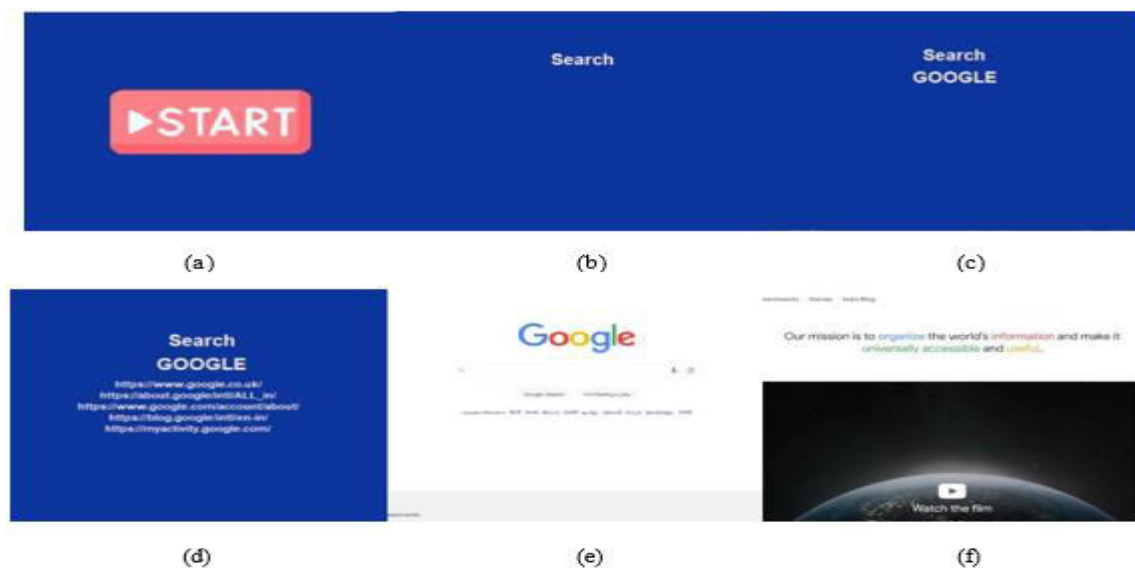 START
Search
Search
GOOGLE
(a)
(b)
(c)
Search
GOOGLE
https://www.google.co.uk/
https://about.google/intl/ALL_in/
https://www.google.com/account/about/
https://blog.google/intl/en-in/
https://myactivity.google.com/
Google
Google Search
Our mission is to organize the world's information and make it
universally accessible and useful.
Watch the film
(d)
(e)
(f)